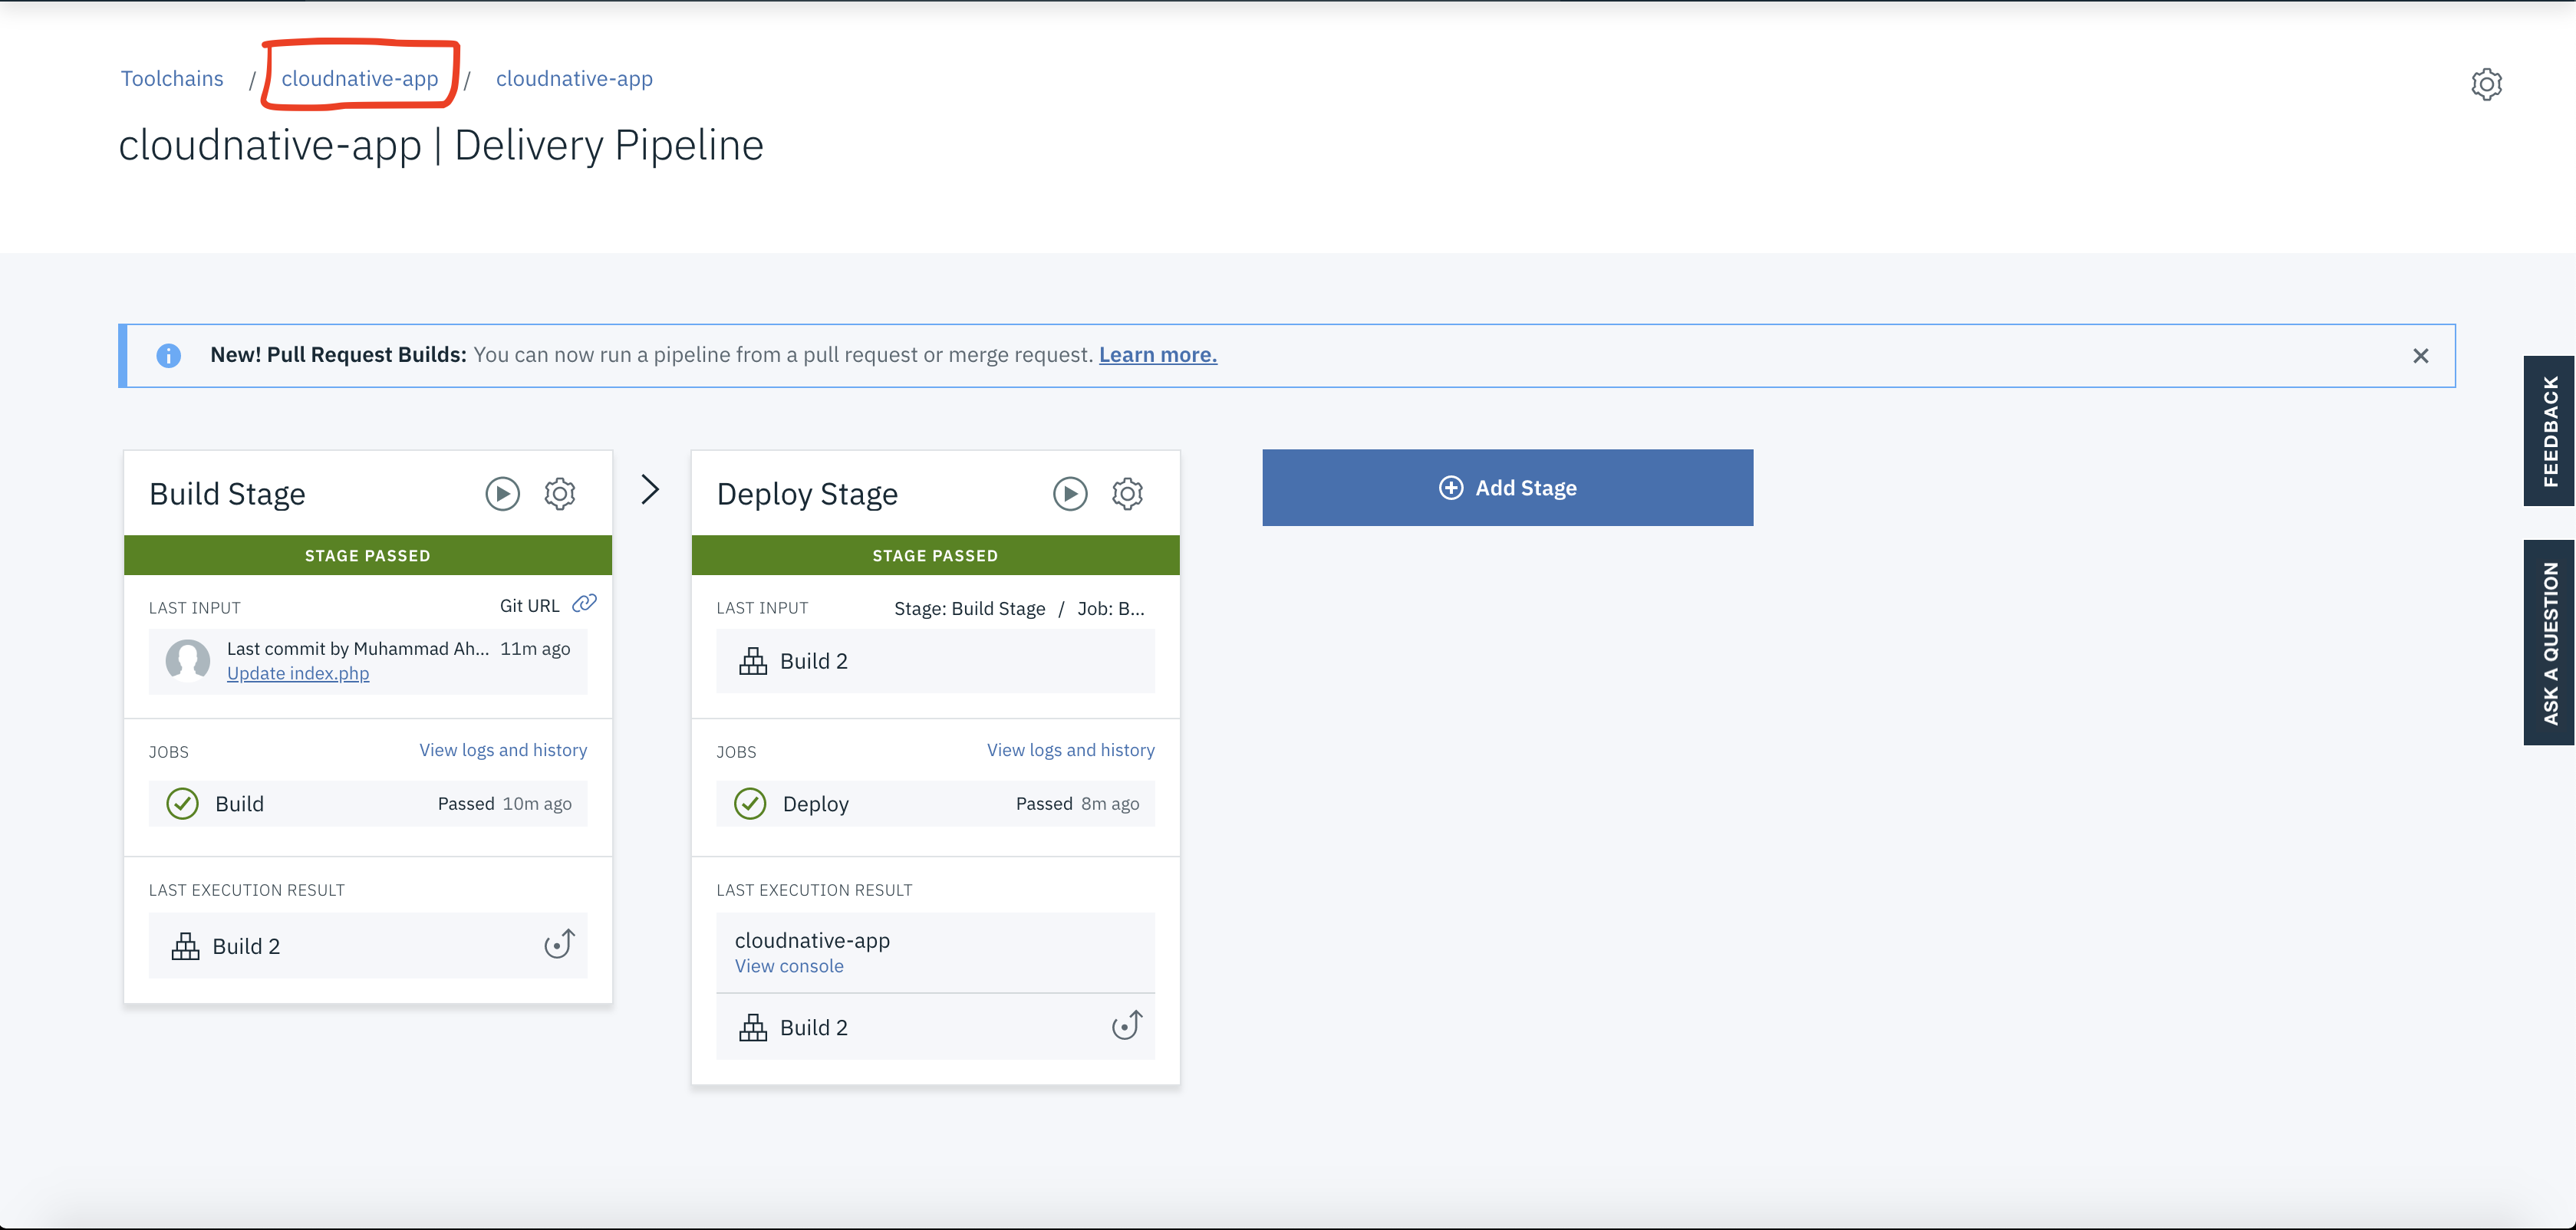 Toolchains / cloudnative-app / cloudnative-app
cloudnative-app | Delivery Pipeline
New! Pull Request Builds: You can now run a pipeline from a pull request or merge request. Learn more.
Build Stage
STAGE PASSED
LAST INPUT Git URL
Last commit by Muhammad Ah... 11m ago
Update index.php
JOBS View logs and history
Build Passed 10m ago
LAST EXECUTION RESULT
Build 2
Deploy Stage
STAGE PASSED
LAST INPUT Stage: Build Stage / Job: B...
Build 2
JOBS View logs and history
Deploy Passed 8m ago
LAST EXECUTION RESULT
cloudnative-app
View console
Build 2
Add Stage
FEEDBACK
ASK A QUESTION